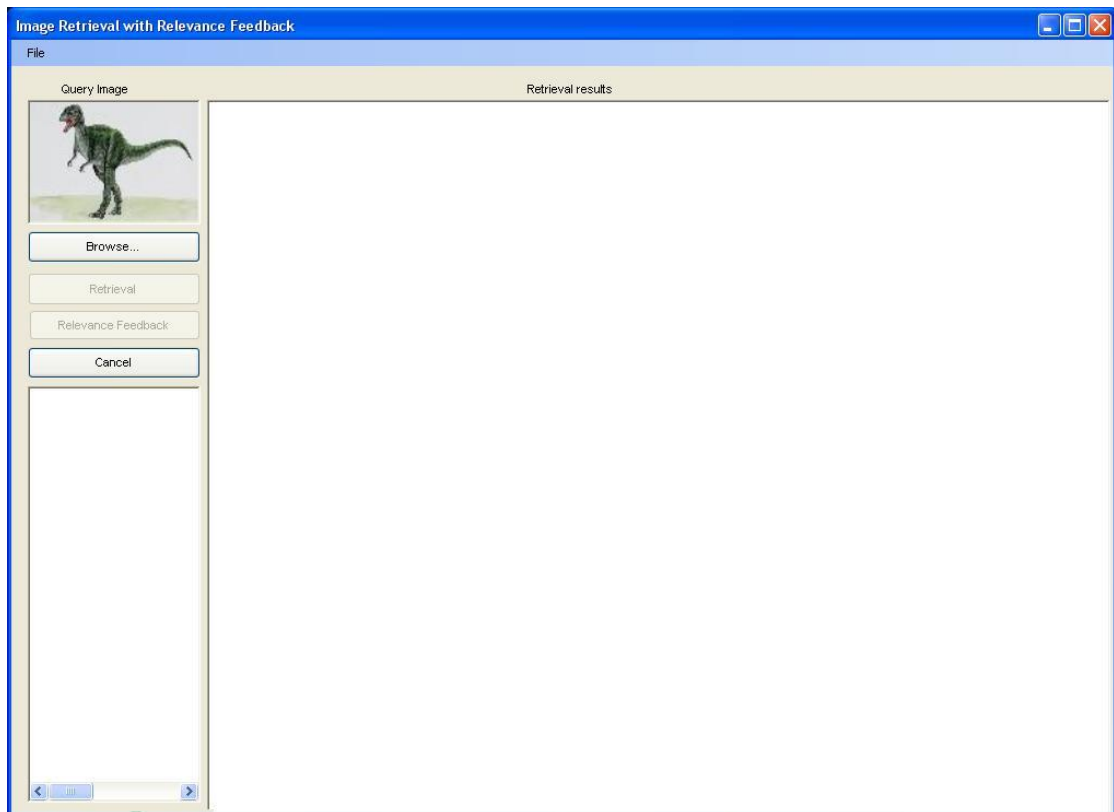 Image Retrieval with Relevance Feedback
File
Query Image
Retrieval results
Browse...
Retrieval
Relevance Feedback
Cancel